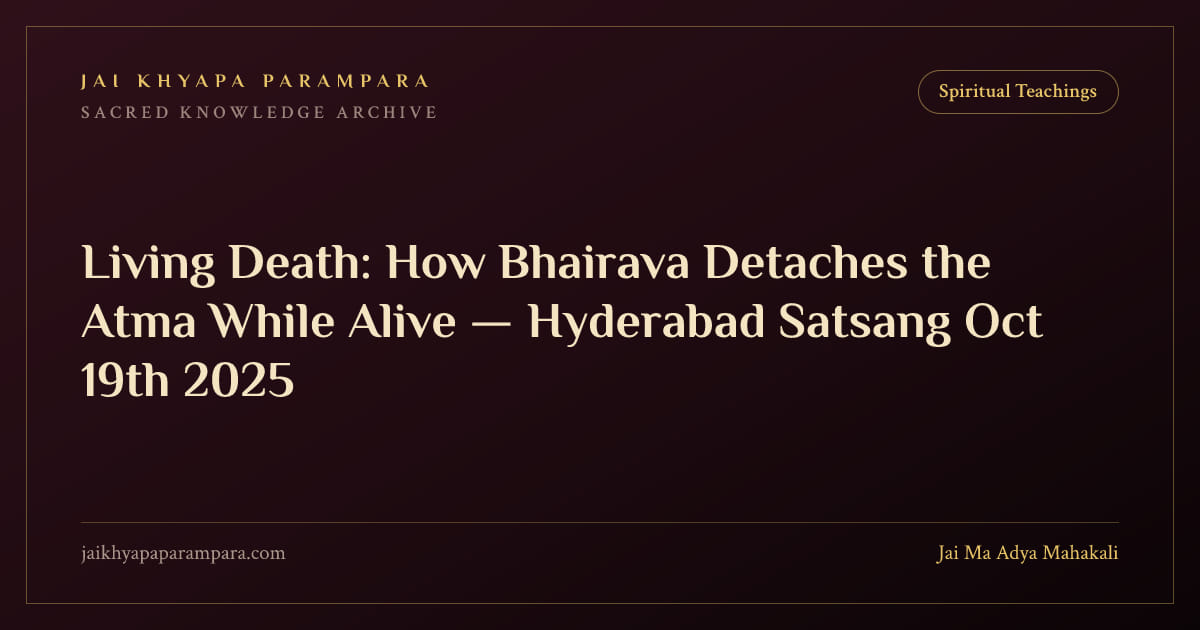 JAI KHYAPA PARAMPARA
SACRED KNOWLEDGE ARCHIVE
Spiritual Teachings
Living Death: How Bhairava Detaches the
Atma While Alive — Hyderabad Satsang Oct
19th 2025
jaikhyapaparampara.com
Jai Ma Adya Mahakali